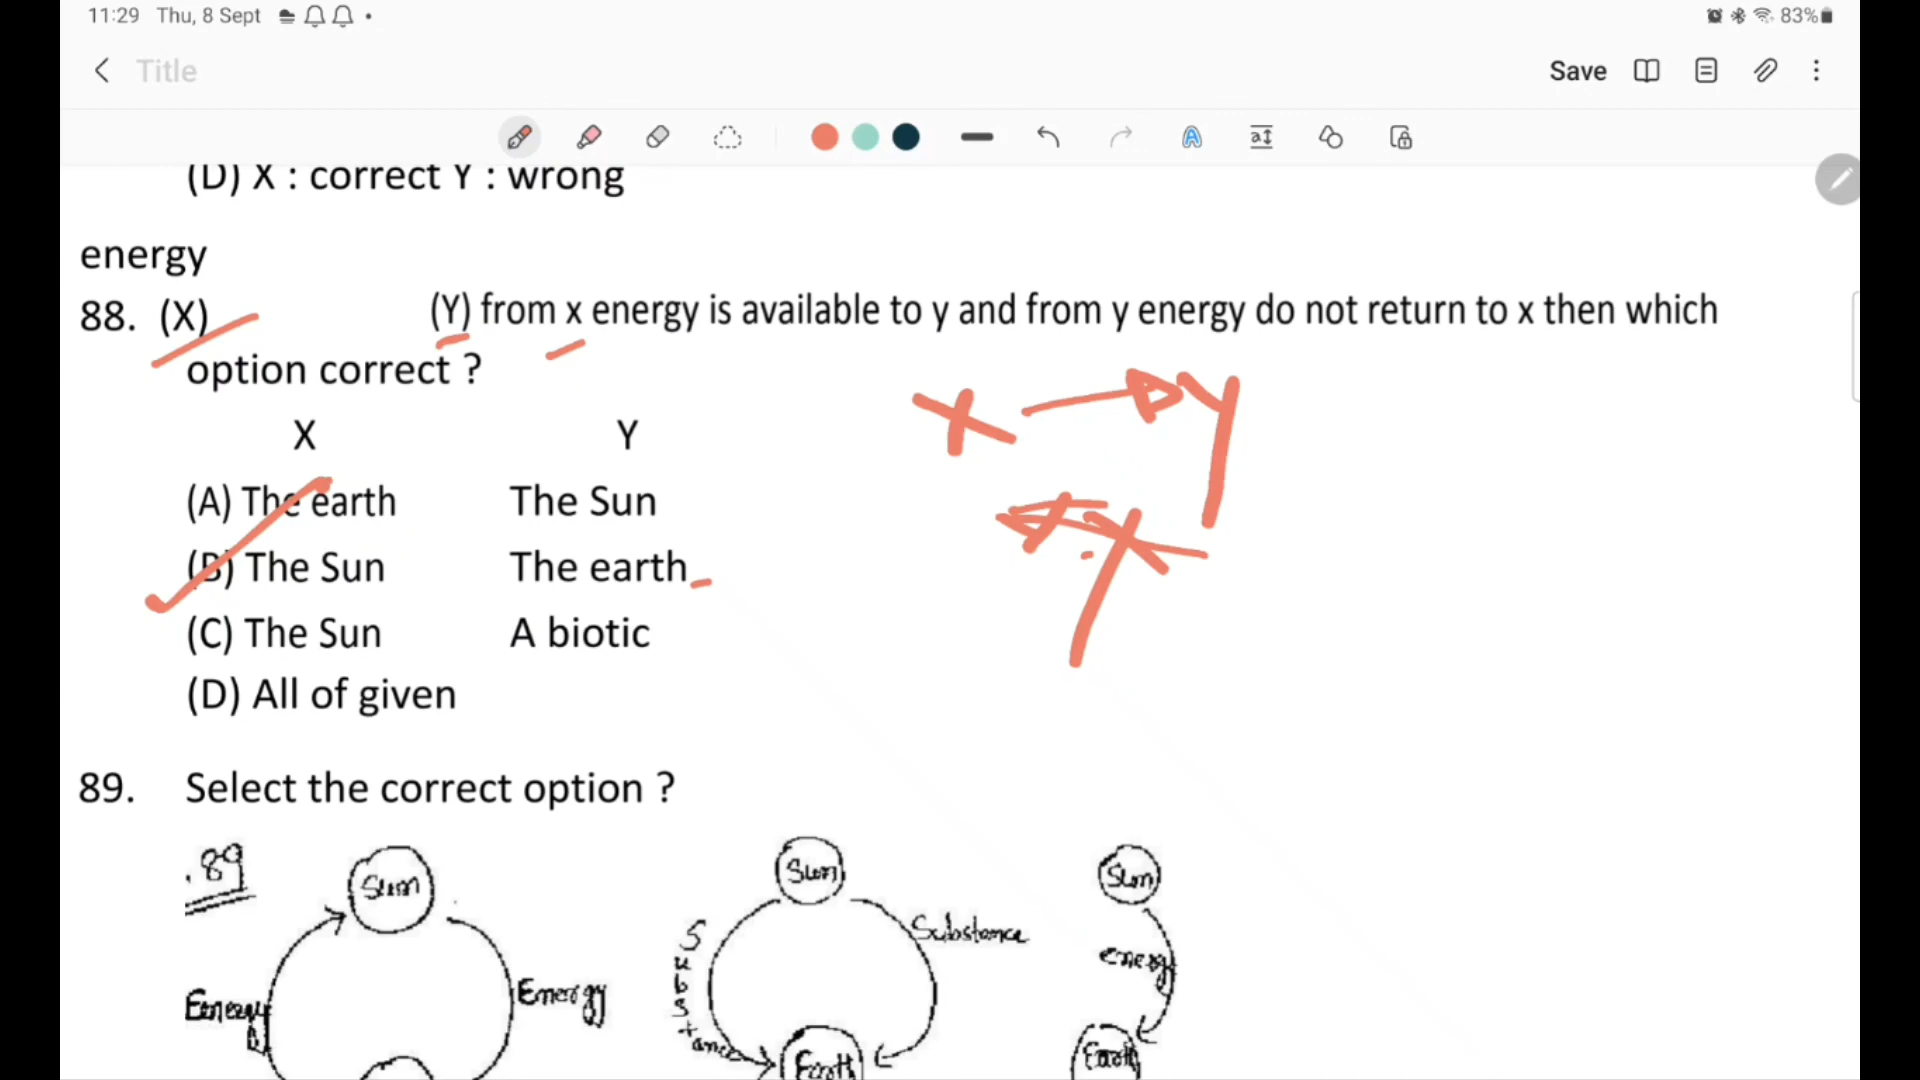 11:29 Thu, 8 Sept
83%
Title
Save
(D) X : correct Y : wrong
energy
88. (X) (Y) from x energy is available to y and from y energy do not return to x then which
option correct ?
X Y
X Y
(A) The earth The Sun
(B) The Sun The earth
(C) The Sun A biotic
(D) All of given
89. Select the correct option ?
.89
Sun Sun Sun
Substance
Substance
energy
Energy Energy
Earth Earth